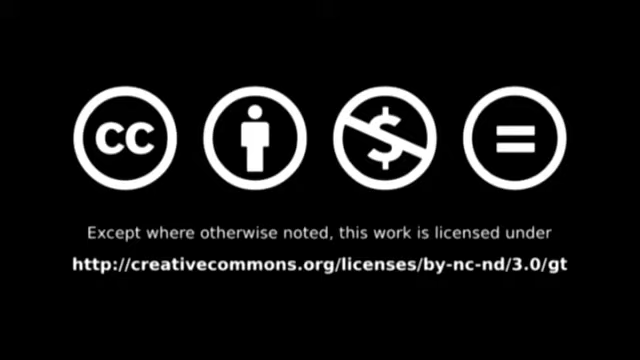 cc
$
=
Except where otherwise noted, this work is licensed under
http://creativecommons.org/licenses/by-nc-nd/3.0/gt